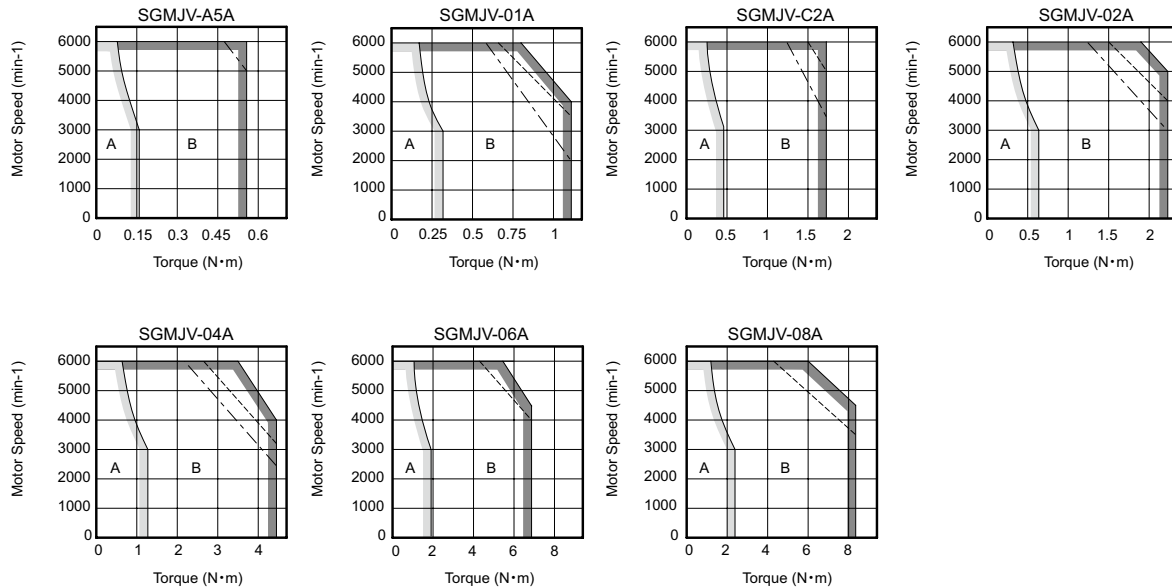 SGMJV-A5A
Motor Speed (min-1)
6000
5000
4000
3000
2000
1000
0
A
B
0 0.15 0.3 0.45 0.6
Torque (N•m)
SGMJV-01A
Motor Speed (min-1)
6000
5000
4000
3000
2000
1000
0
A
B
0 0.25 0.5 0.75 1
Torque (N•m)
SGMJV-C2A
Motor Speed (min-1)
6000
5000
4000
3000
2000
1000
0
A
B
0 0.5 1 1.5 2
Torque (N•m)
SGMJV-02A
Motor Speed (min-1)
6000
5000
4000
3000
2000
1000
0
A
B
0 0.5 1 1.5 2
Torque (N•m)
SGMJV-04A
Motor Speed (min-1)
6000
5000
4000
3000
2000
1000
0
A
B
0 1 2 3 4
Torque (N•m)
SGMJV-06A
Motor Speed (min-1)
6000
5000
4000
3000
2000
1000
0
A
B
0 2 4 6 8
Torque (N•m)
SGMJV-08A
Motor Speed (min-1)
6000
5000
4000
3000
2000
1000
0
A
B
0 2 4 6 8
Torque (N•m)